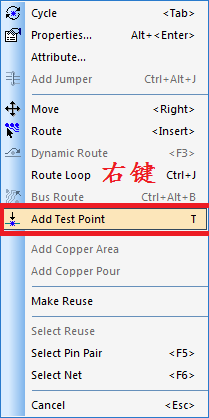 Cycle <Tab>
Properties... Alt+<Enter>
Attribute...
Add Jumper Ctrl+Alt+J
Move <Right>
Route <Insert>
Dynamic Route <F3>
Route Loop 右键 Ctrl+J
Bus Route Ctrl+Alt+B
Add Test Point T
Add Copper Area
Add Copper Pour
Make Reuse
Select Reuse
Select Pin Pair <F5>
Select Net <F6>
Cancel <Esc>